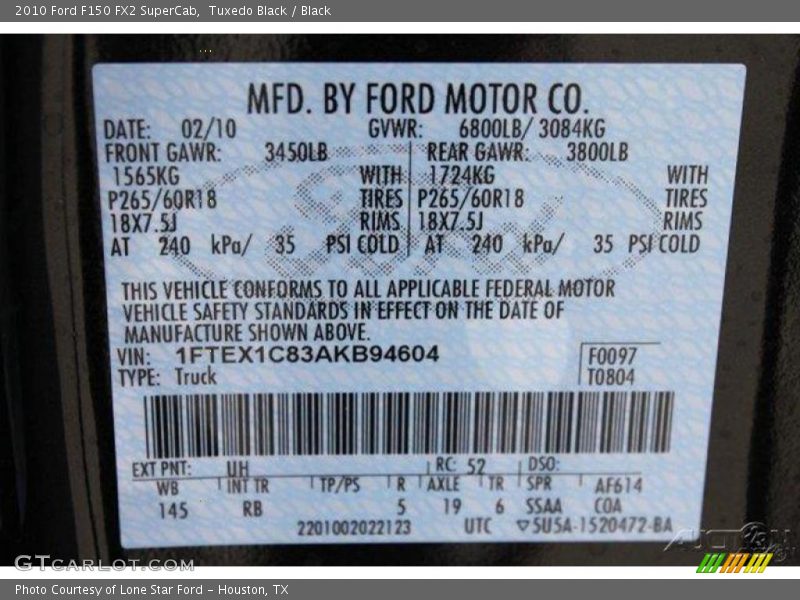 2010 Ford F150 FX2 SuperCab,  Tuxedo Black / Black
MFD. BY FORD MOTOR CO.
DATE: 02/10 GVWR: 6800LB/ 3084KG
FRONT GAWR: 3450LB REAR GAWR: 3800LB
1565KG WITH 1724KG WITH
P265/60R18 TIRES P265/60R18 TIRES
18X7.5J RIMS 18X7.5J RIMS
AT 240 kPa/ 35 PSI COLD AT 240 kPa/ 35 PSI COLD
THIS VEHICLE CONFORMS TO ALL APPLICABLE FEDERAL MOTOR
VEHICLE SAFETY STANDARDS IN EFFECT ON THE DATE OF
MANUFACTURE SHOWN ABOVE.
VIN: 1FTEX1C83AKB94604 F0097
TYPE: Truck T0804
EXT PNT: UH RC: 52 DSO:
WB INT TR TP/PS R AXLE TR SPR AF614
145 RB 5 19 6 SSAA COA
2201002022123 UTC ▽5U5A-1520472-BA
GTCARLOT.COM
Photo Courtesy of Lone Star Ford - Houston, TX